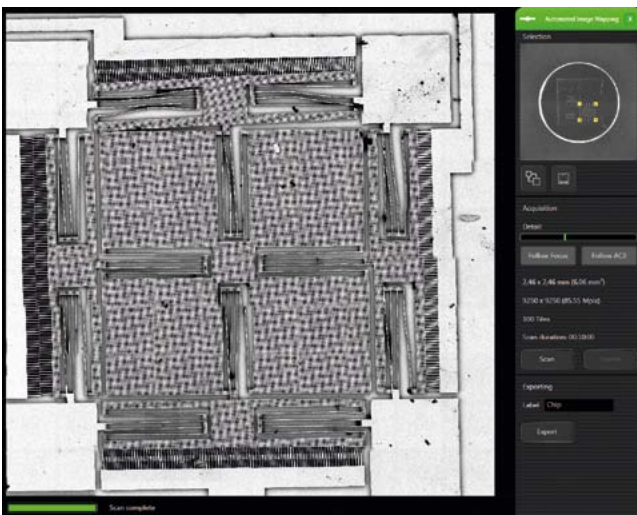 Automated Image Mapping
Selection
Acquisition
Detail
Follow Focus
Follow ACB
2.46 x 2.46 mm (6.06 mm²)
9250 x 9250 (85.55 Mpix)
100 Tiles
Scan duration: 00:10:00
Scan
Exporting
Label Chip
Export
Scan complete